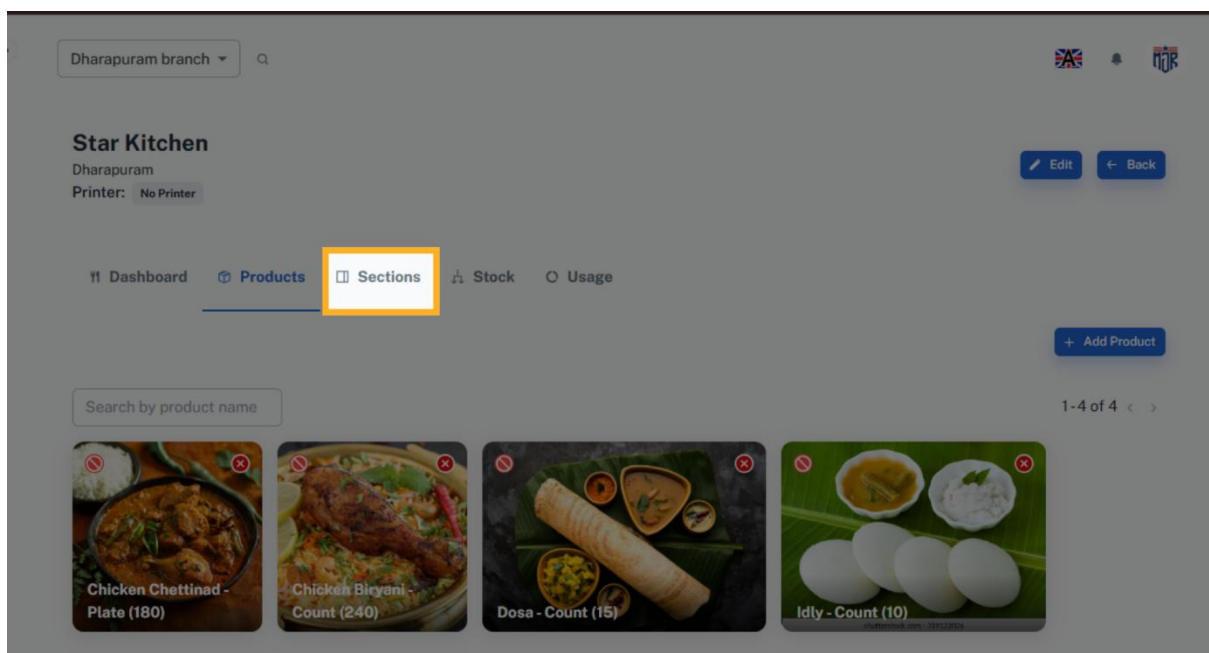 Dharapuram branch
A
MJR
Star Kitchen
Dharapuram
Printer: No Printer
Edit
Back
Dashboard
Products
Sections
Stock
Usage
+ Add Product
Search by product name
1-4 of 4
Chicken Chettinad -
Plate (180)
Chicken Biryani -
Count (240)
Dosa - Count (15)
Idly - Count (10)